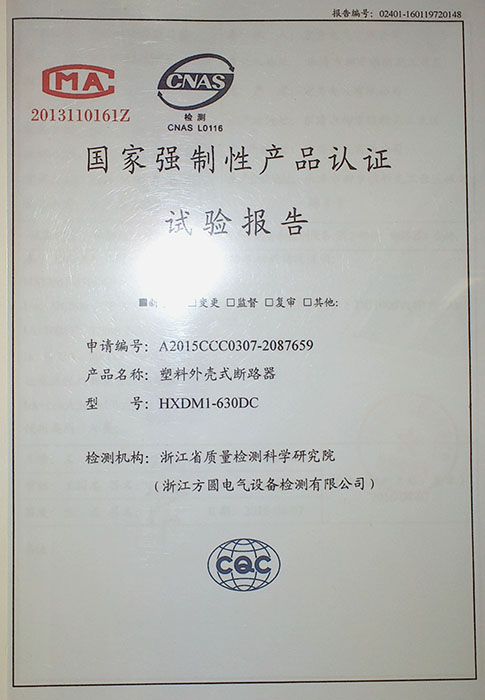 报告编号：02401-160119720148
CMA
CNAS
2013110161Z
检测
CNAS L0116
国家强制性产品认证
试验报告
■ □变更 □监督 □复审 □其他:
申请编号：A2015CCC0307-2087659
产品名称：塑料外壳式断路器
型 号：HXDM1-630DC
检测机构：浙江省质量检测科学研究院
（浙江方圆电气设备检测有限公司）
CQC